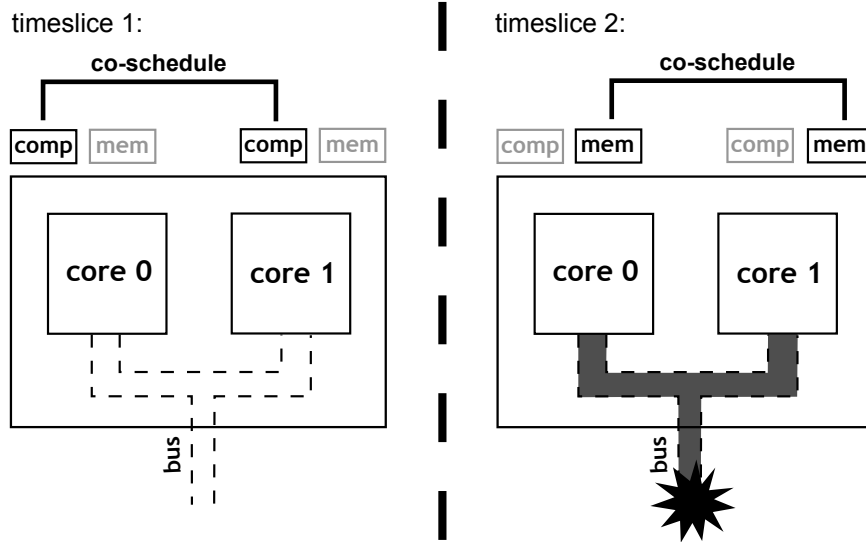 timeslice 1:
co-schedule
comp mem comp mem
core 0 core 1
bus
timeslice 2:
co-schedule
comp mem comp mem
core 0 core 1
bus